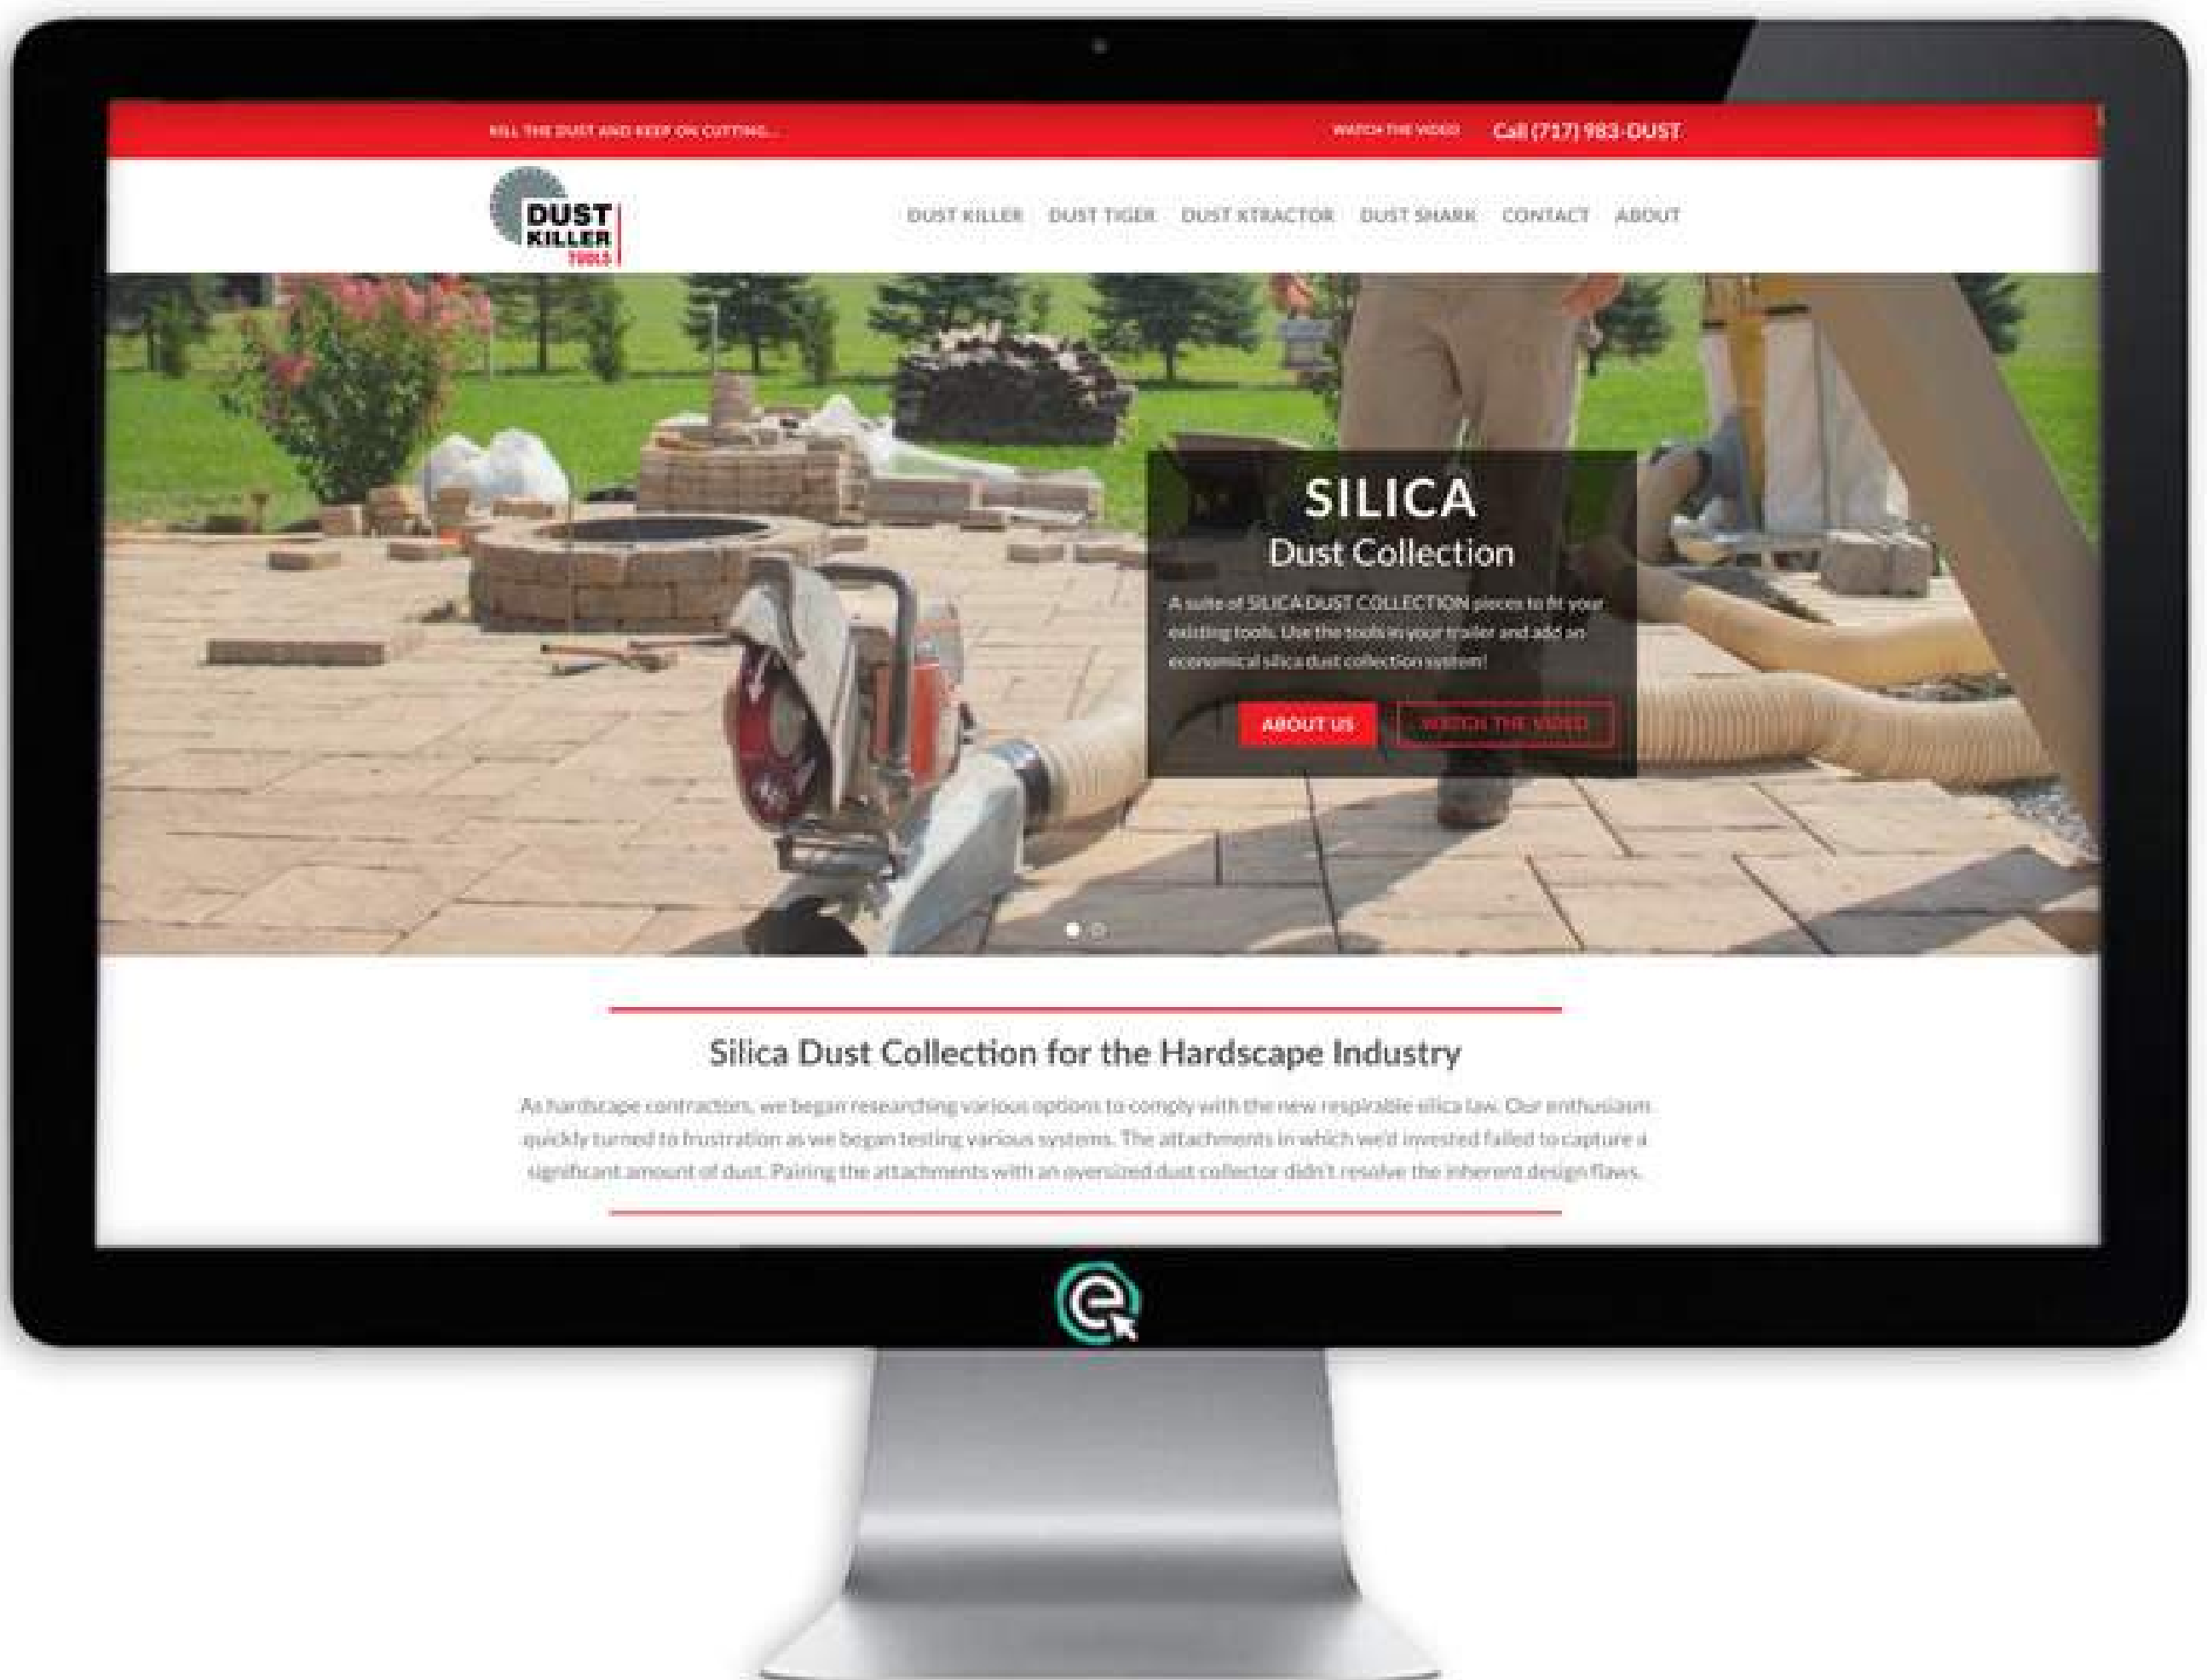 KILL THE DUST AND KEEP ON CUTTING...
WATCH THE VIDEO
Call (717) 983-DUST
DUST
KILLER
TOOLS
DUST KILLER
DUST TIGER
DUST XTRACTOR
DUST SHARK
CONTACT
ABOUT
SILICA
Dust Collection
A suite of SILICA DUST COLLECTION pieces to fit your
existing tools. Use the tools in your trailer and add an
economical silica dust collection system!
ABOUT US
WATCH THE VIDEO
Silica Dust Collection for the Hardscape Industry
As hardscape contractors, we began researching various options to comply with the new respirable silica law. Our enthusiasm
quickly turned to frustration as we began testing various systems. The attachments in which we'd invested failed to capture a
significant amount of dust. Pairing the attachments with an oversized dust collector didn't resolve the inherent design flaws.
e